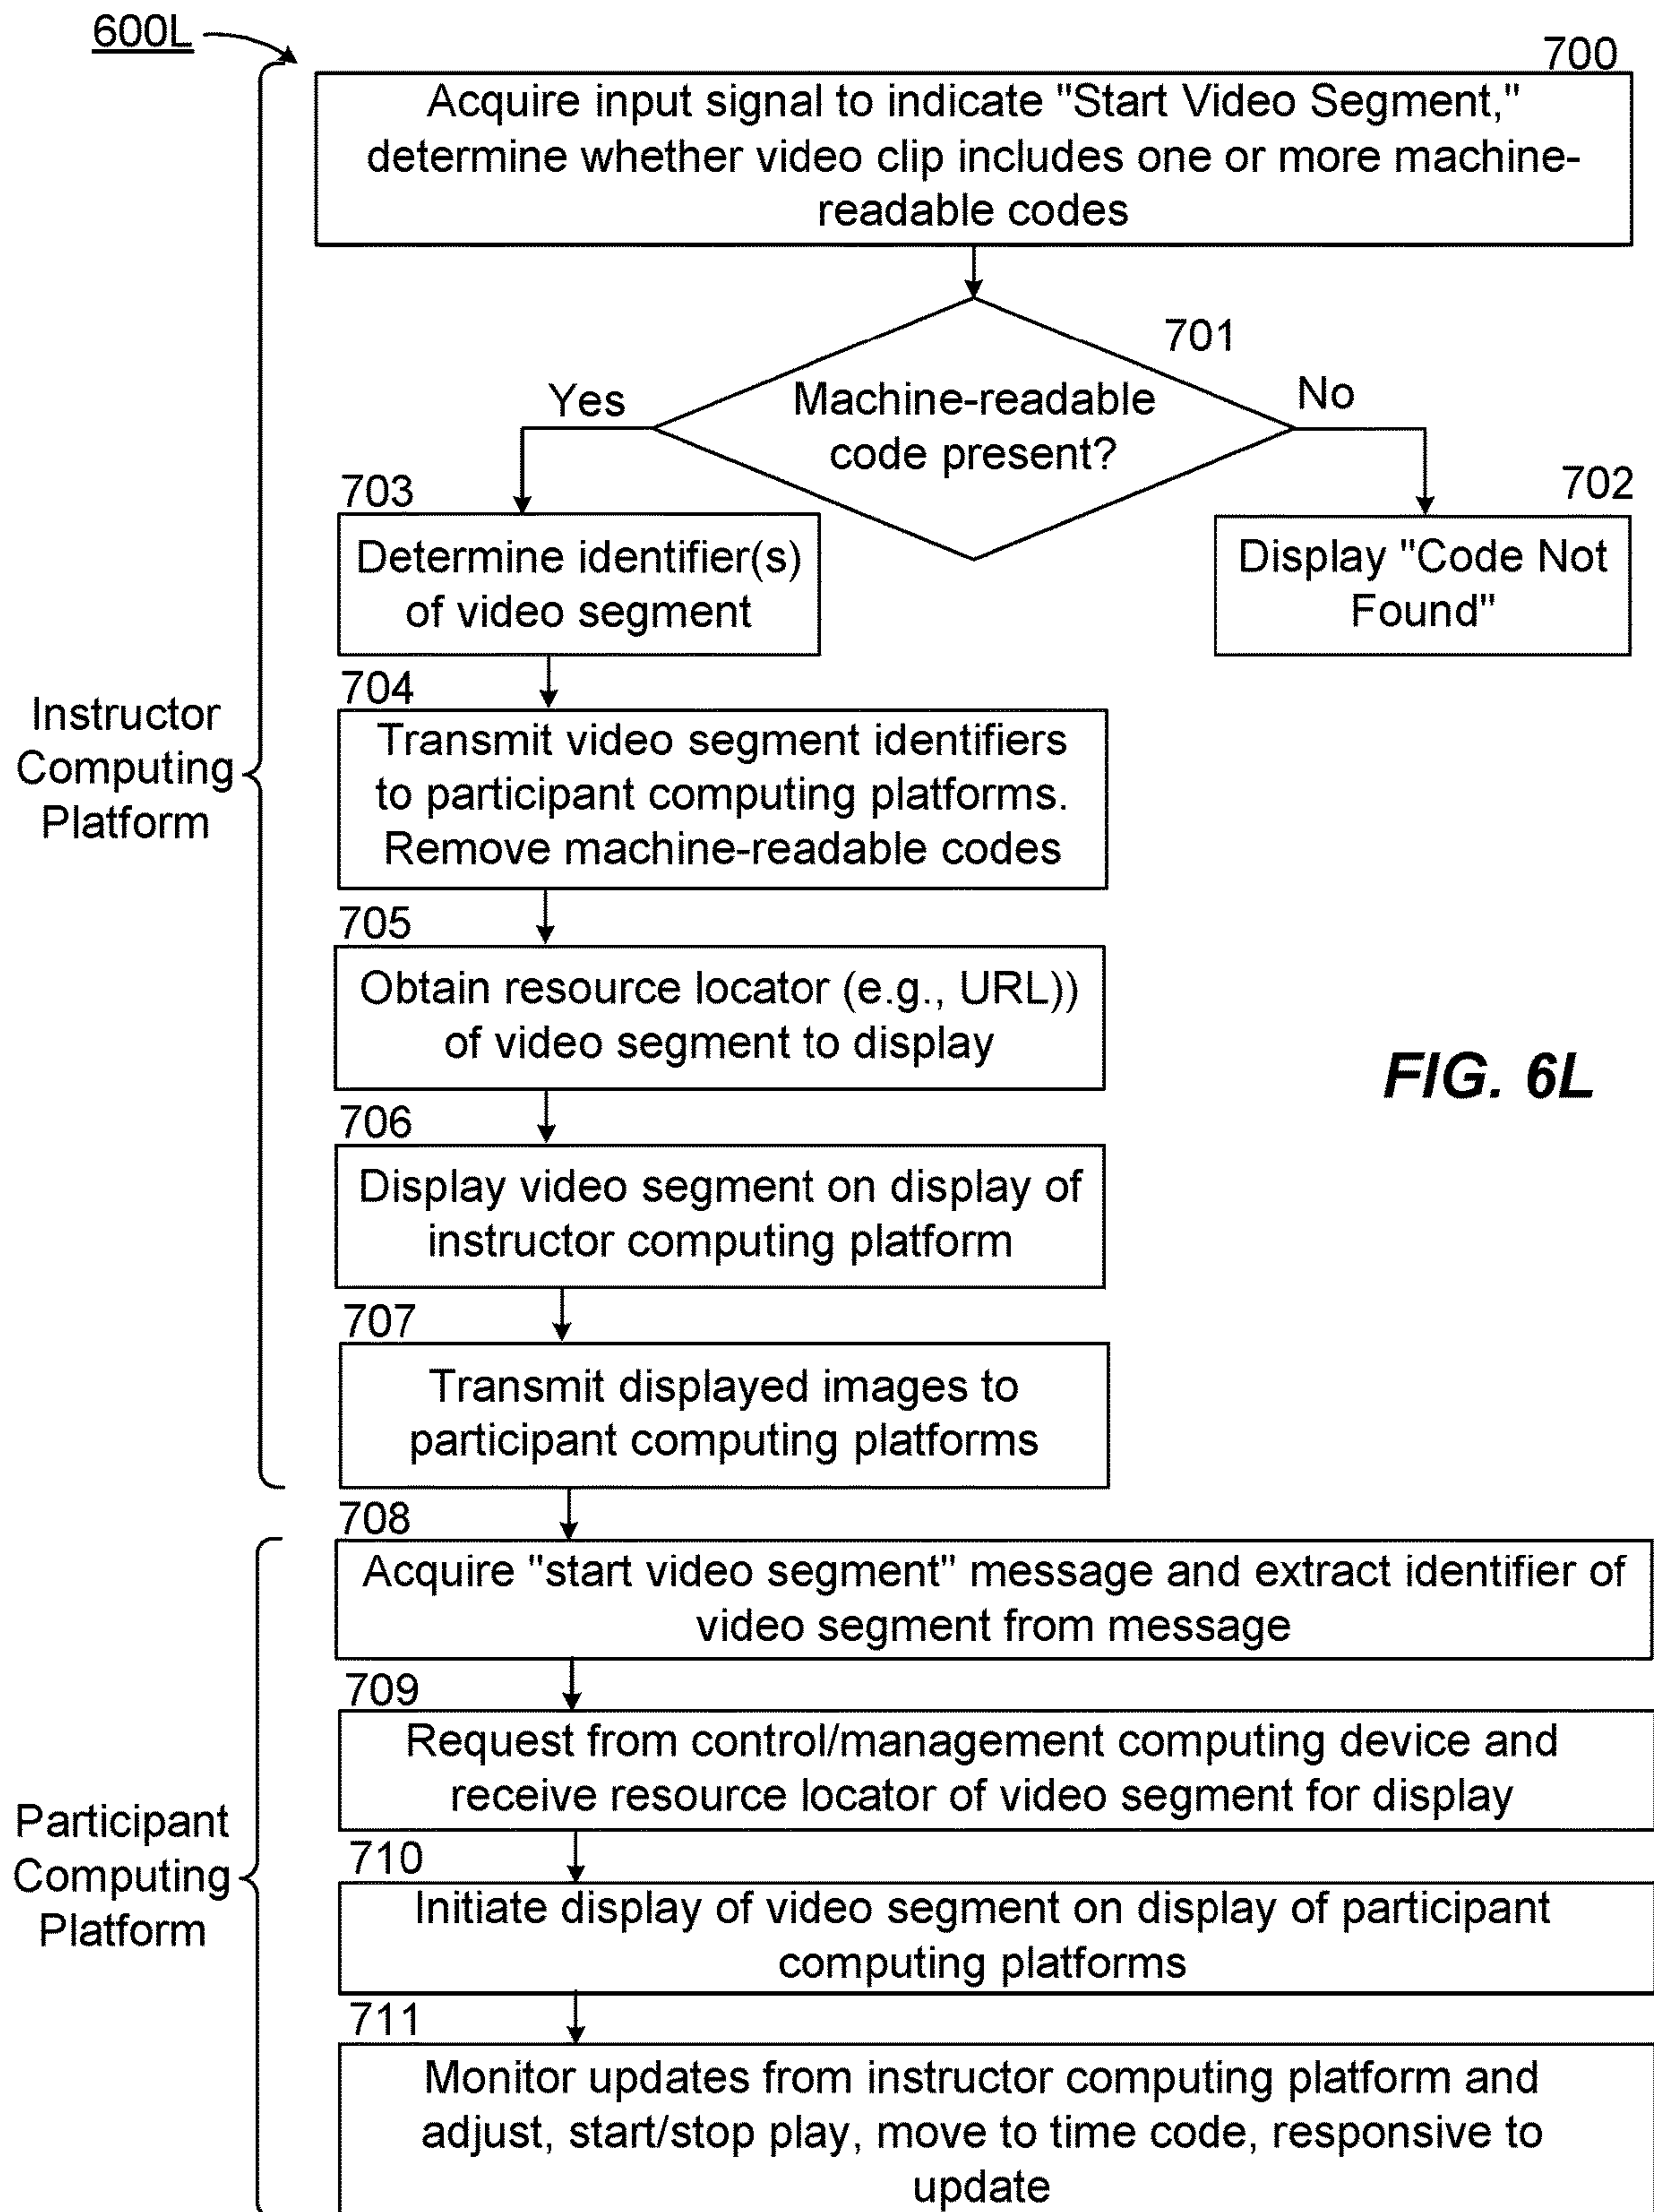 600L
700
Acquire input signal to indicate "Start Video Segment,"
determine whether video clip includes one or more machine-
readable codes
701
Machine-readable
code present?
Yes
No
703
Determine identifier(s)
of video segment
702
Display "Code Not
Found"
704
Transmit video segment identifiers
to participant computing platforms.
Remove machine-readable codes
Instructor
Computing
Platform
705
Obtain resource locator (e.g., URL))
of video segment to display
FIG. 6L
706
Display video segment on display of
instructor computing platform
707
Transmit displayed images to
participant computing platforms
708
Acquire "start video segment" message and extract identifier of
video segment from message
709
Request from control/management computing device and
receive resource locator of video segment for display
Participant
Computing
Platform
710
Initiate display of video segment on display of participant
computing platforms
711
Monitor updates from instructor computing platform and
adjust, start/stop play, move to time code, responsive to
update